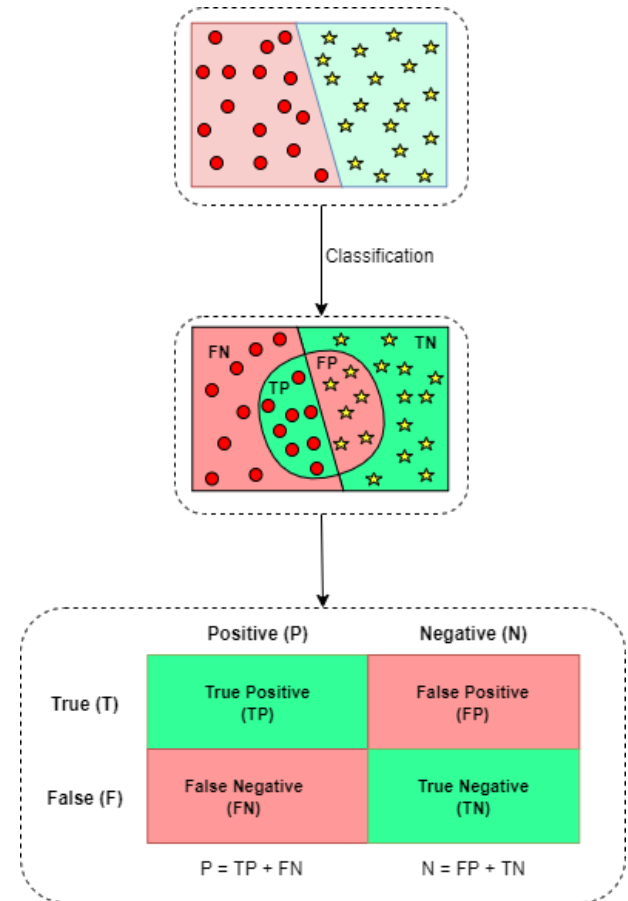 Classification
FN
TP
FP
TN
Positive (P)
Negative (N)
True (T)
True Positive
(TP)
False Positive
(FP)
False (F)
False Negative
(FN)
True Negative
(TN)
P = TP + FN
N = FP + TN